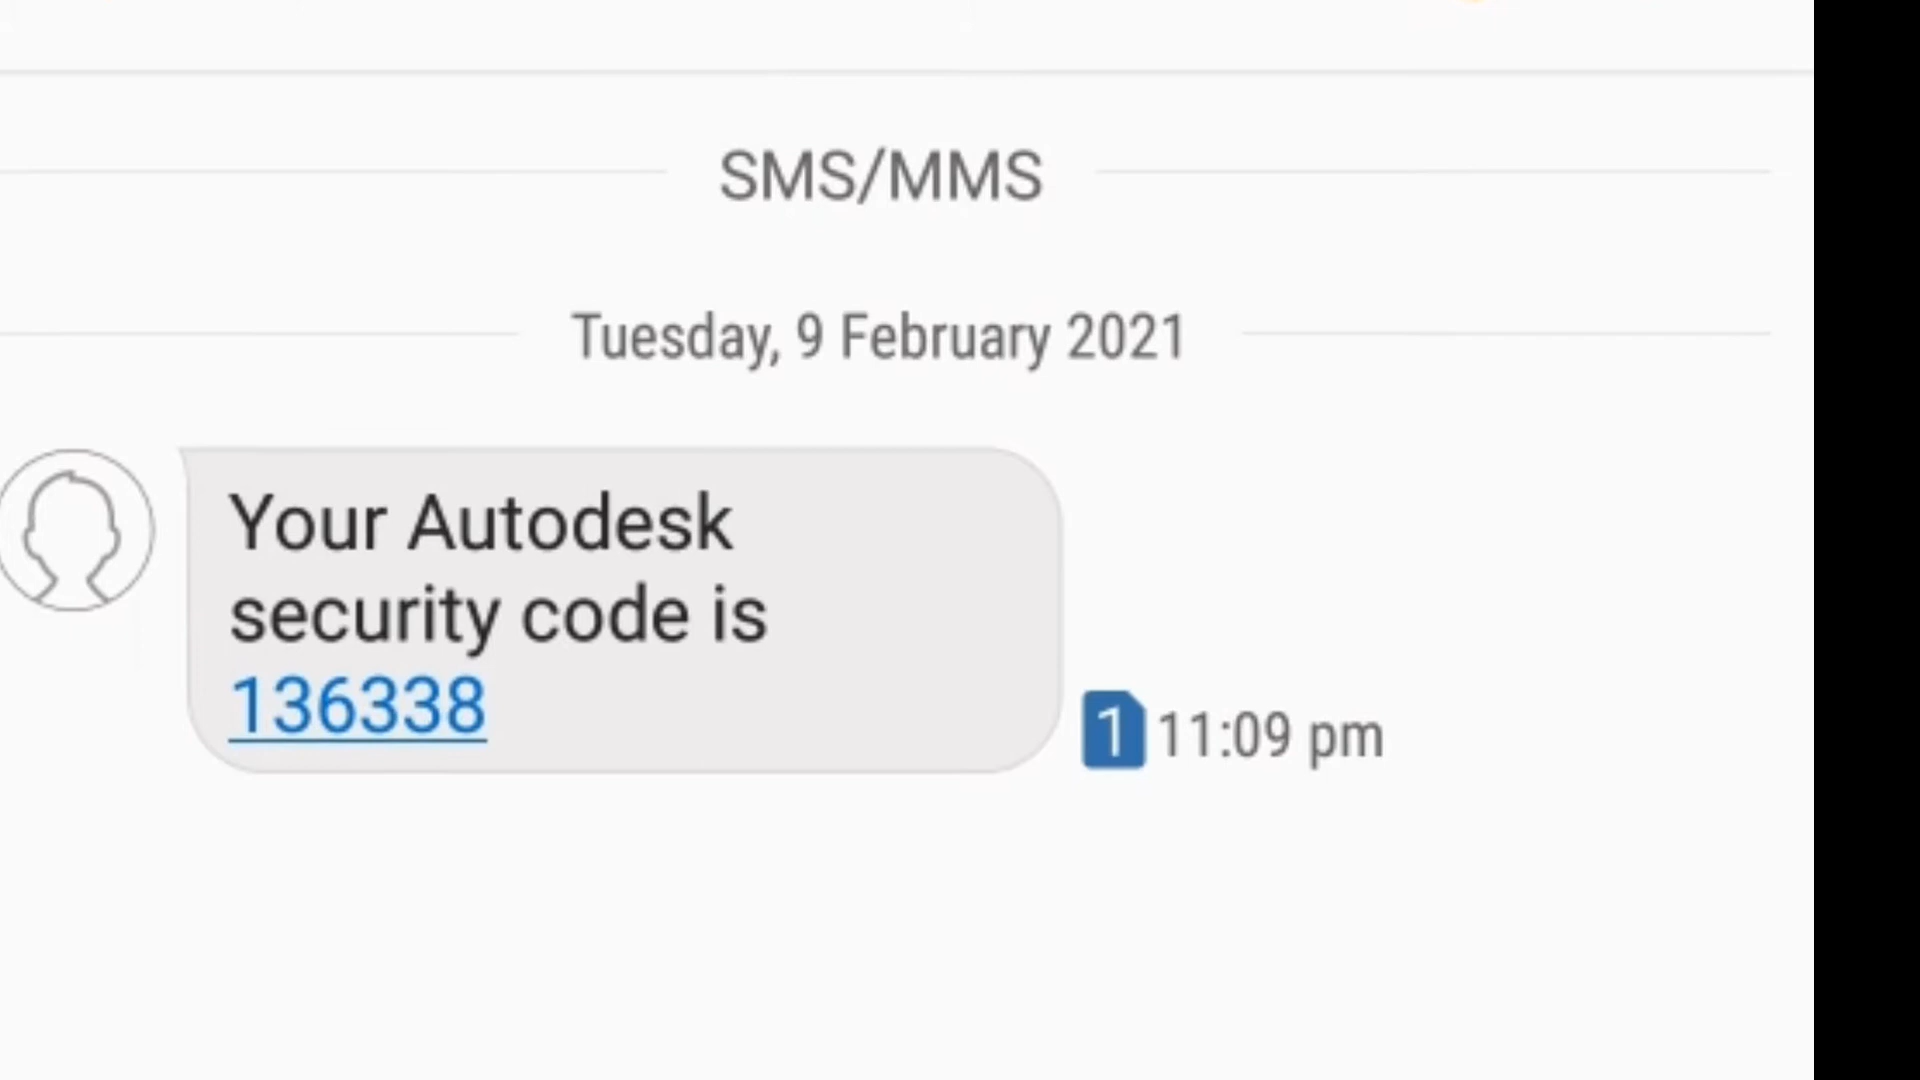 SMS/MMS
Tuesday, 9 February 2021
Your Autodesk
security code is
136338
1 11:09 pm